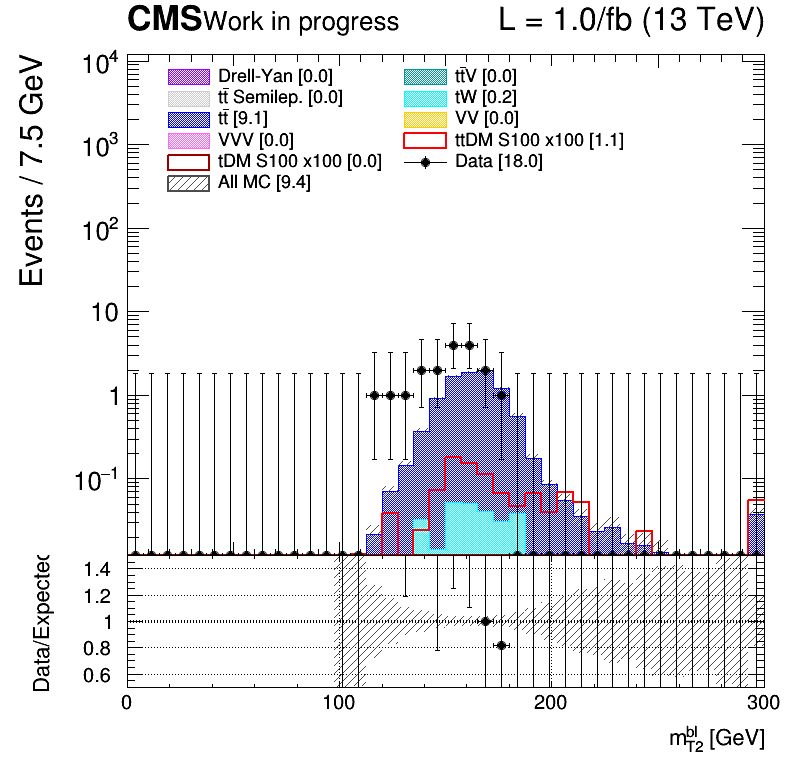 CMS Work in progress L = 1.0/fb (13 TeV)
Events / 7.5 GeV
10⁴
10³
10²
10
1
10⁻¹
Drell-Yan [0.0] tt̄V [0.0]
tt̄ Semilep. [0.0] tW [0.2]
tt̄ [9.1] VV [0.0]
VVV [0.0] ttDM S100 x100 [1.1]
tDM S100 x100 [0.0] Data [18.0]
All MC [9.4]
Data/Expected
1.4
1.2
1
0.8
0.6
0 100 200 300
m_{T2}^{bl} [GeV]